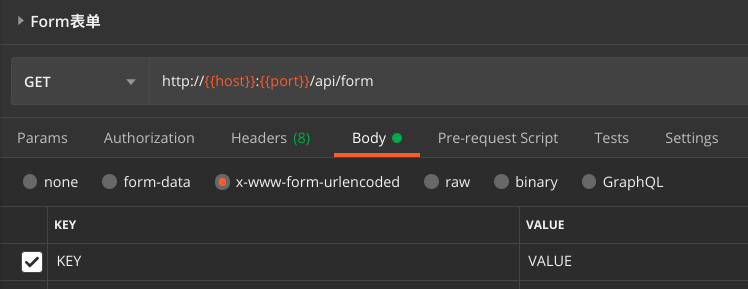 Form表单
GET http://{{host}}:{{port}}/api/form
Params Authorization Headers (8) Body Pre-request Script Tests Settings
none form-data x-www-form-urlencoded raw binary GraphQL
KEY VALUE
KEY VALUE